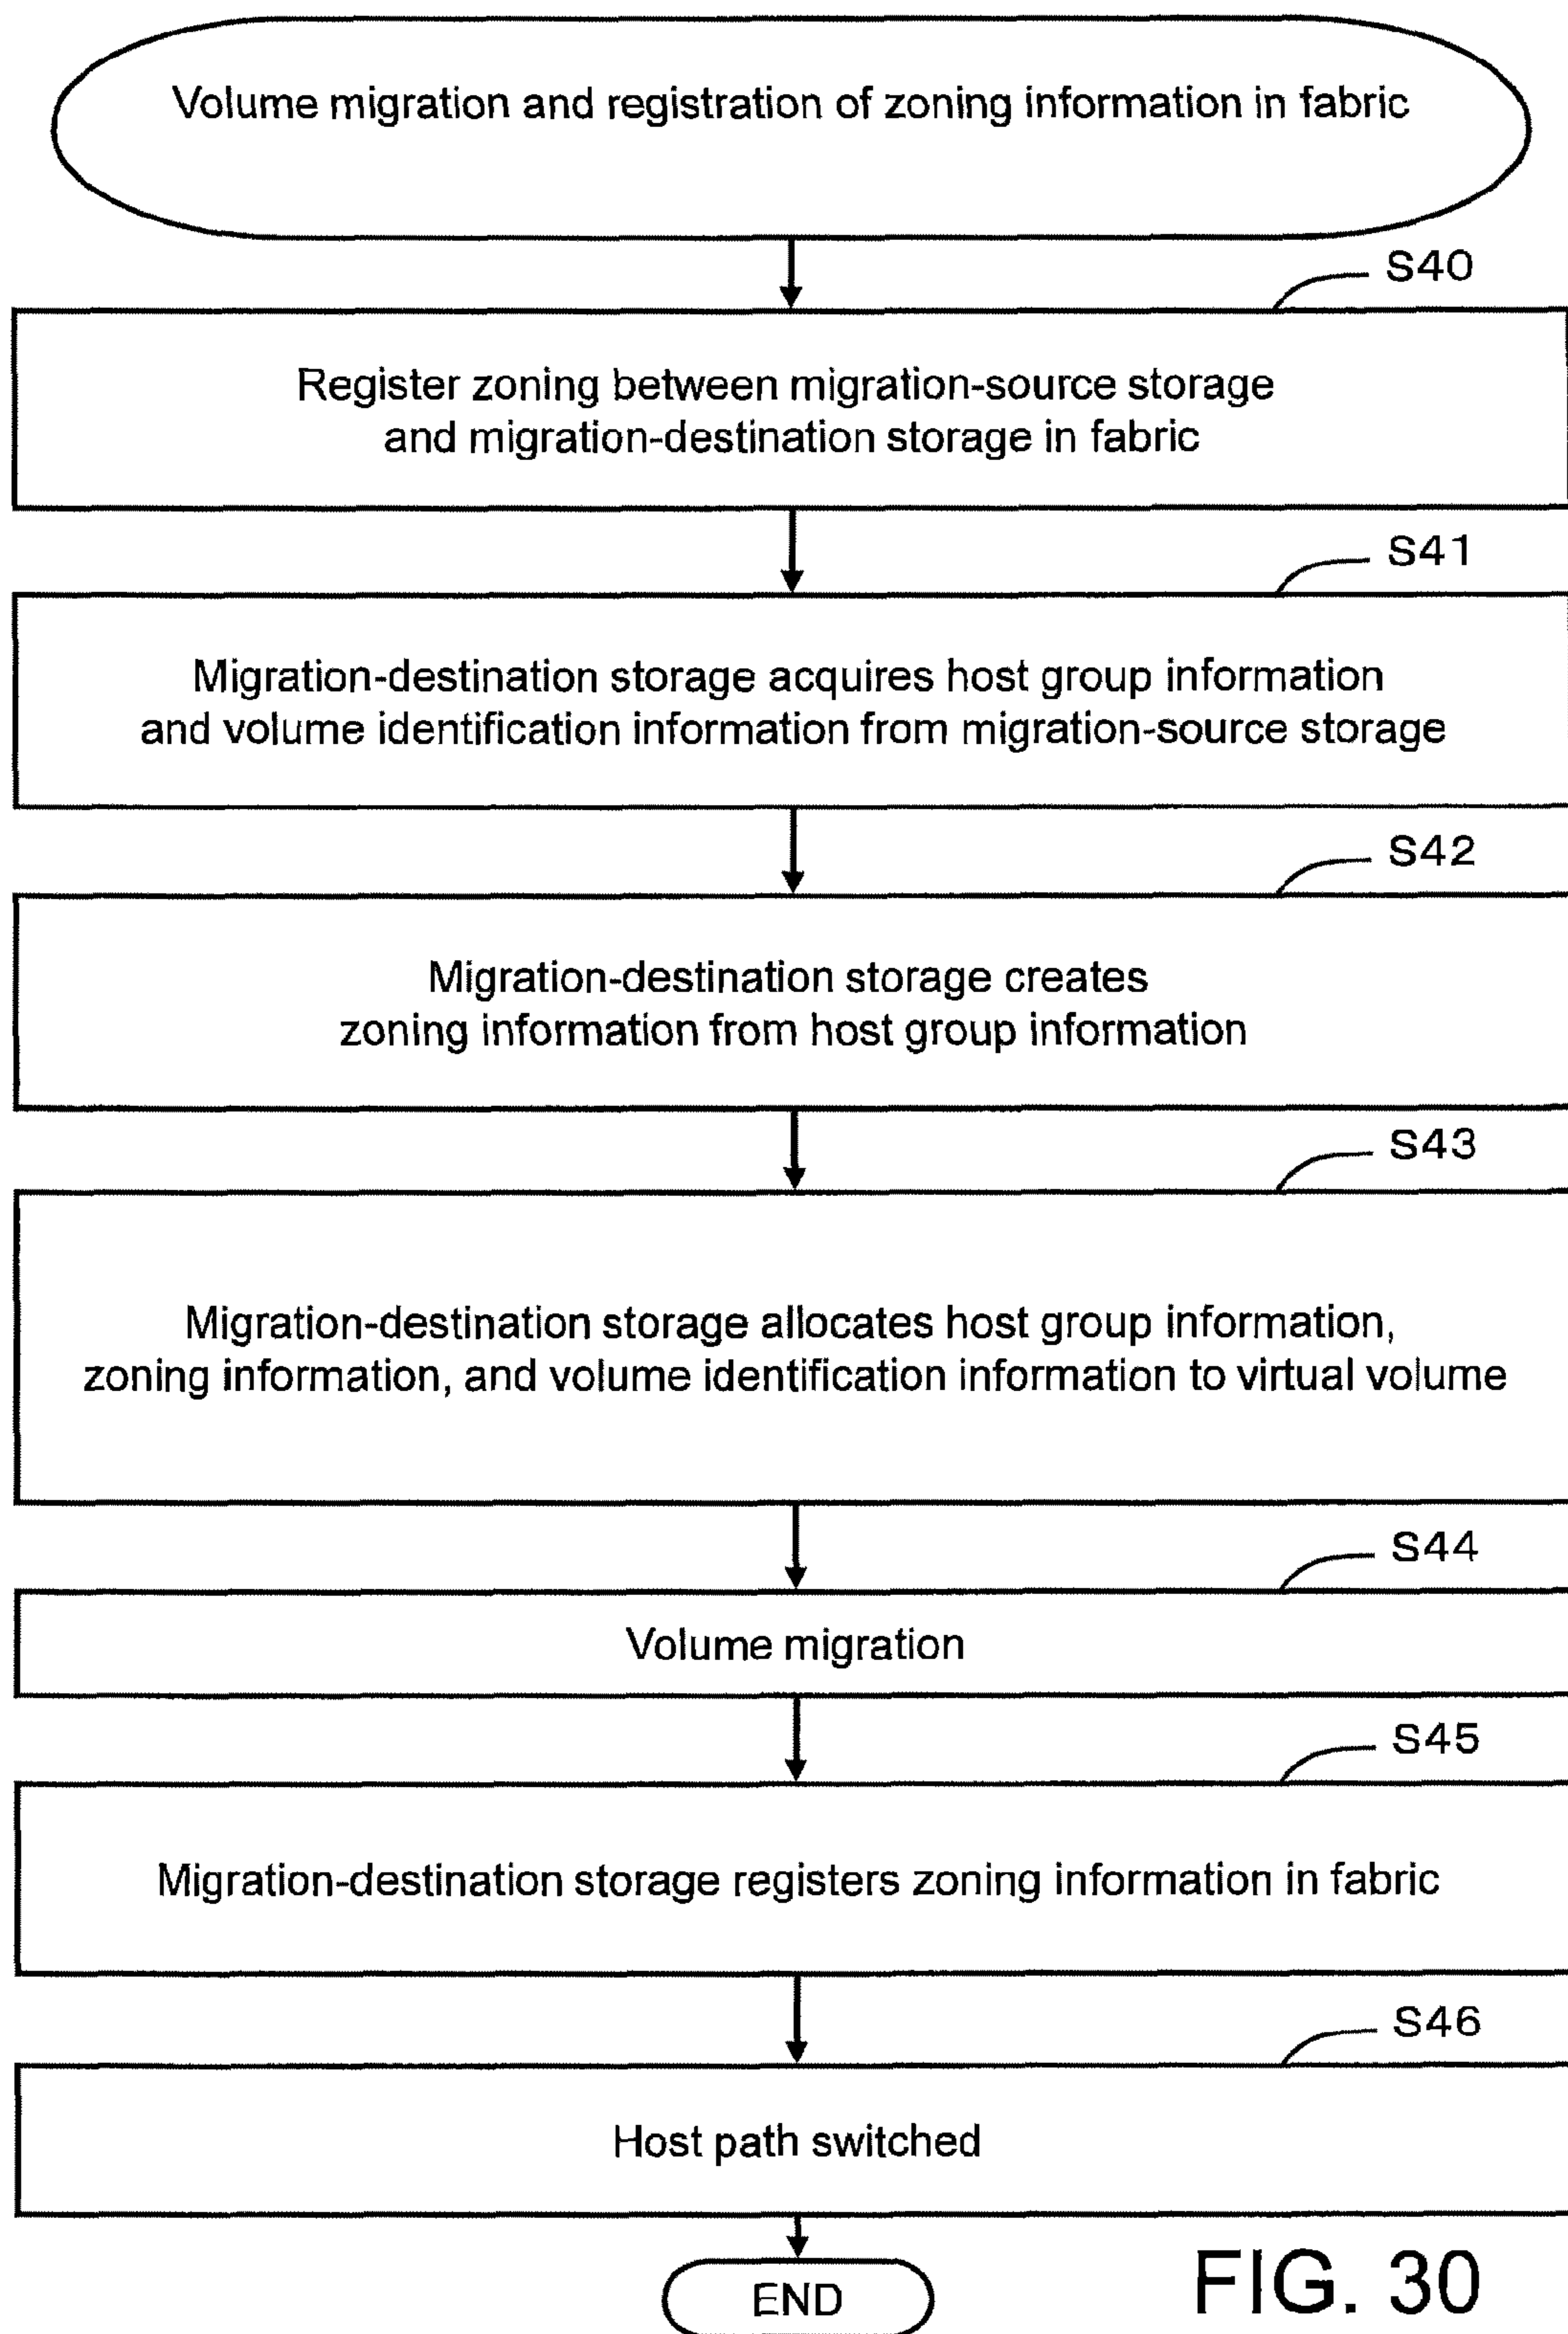 Volume migration and registration of zoning information in fabric
S40
Register zoning between migration-source storage
and migration-destination storage in fabric
S41
Migration-destination storage acquires host group information
and volume identification information from migration-source storage
S42
Migration-destination storage creates
zoning information from host group information
S43
Migration-destination storage allocates host group information,
zoning information, and volume identification information to virtual volume
S44
Volume migration
S45
Migration-destination storage registers zoning information in fabric
S46
Host path switched
END
FIG. 30